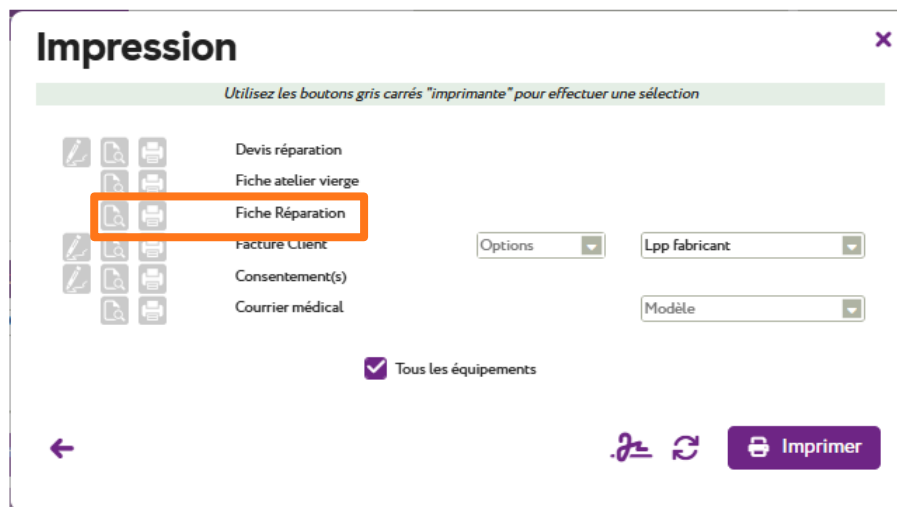 Impression
Utilisez les boutons gris carrés "imprimante" pour effectuer une sélection
Devis réparation
Fiche atelier vierge
Fiche Réparation
Facture Client Options Lpp fabricant
Consentement(s)
Courrier médical Modèle
Tous les équipements
Imprimer